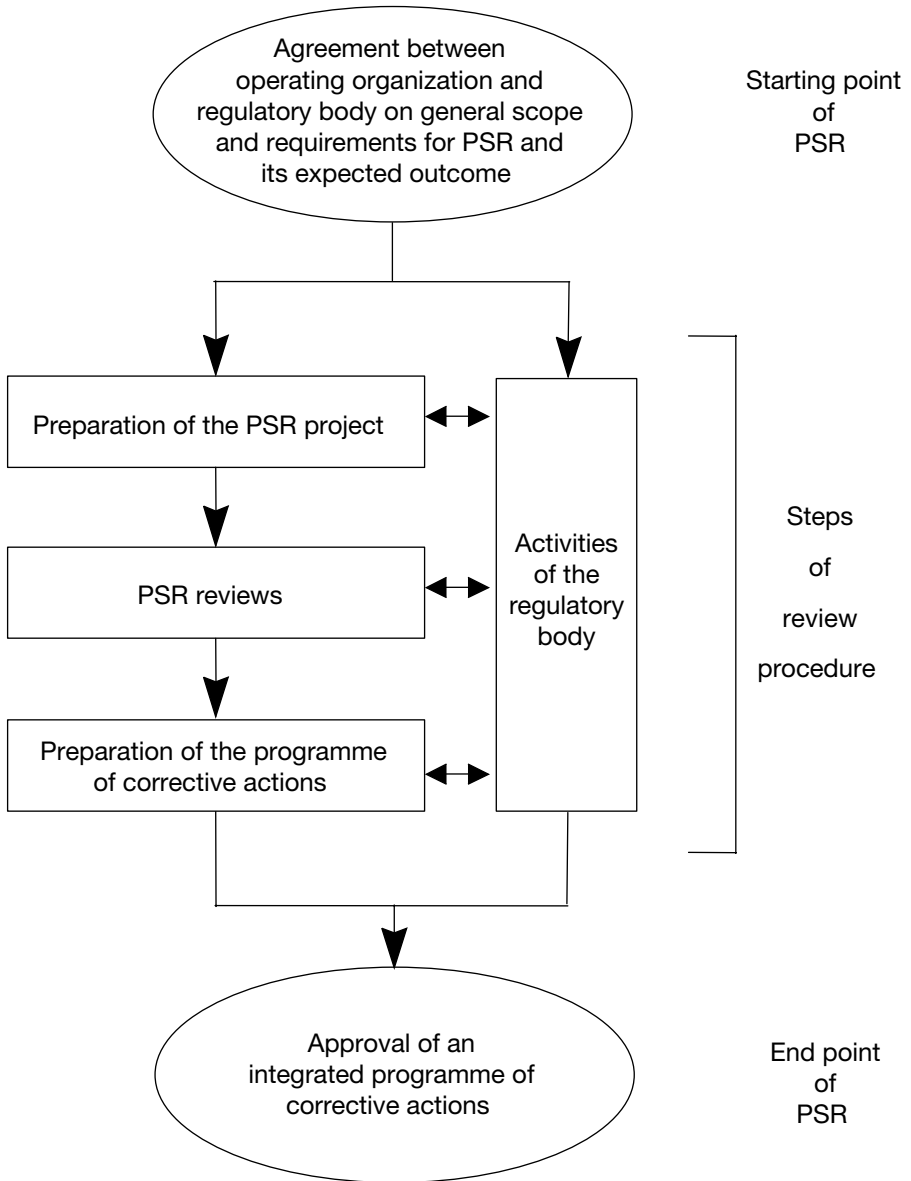 Agreement between
operating organization and
regulatory body on general scope
and requirements for PSR and
its expected outcome
Starting point
of
PSR
Preparation of the PSR project
PSR reviews
Preparation of the programme
of corrective actions
Activities
of the
regulatory
body
Steps
of
review
procedure
Approval of an
integrated programme of
corrective actions
End point
of
PSR